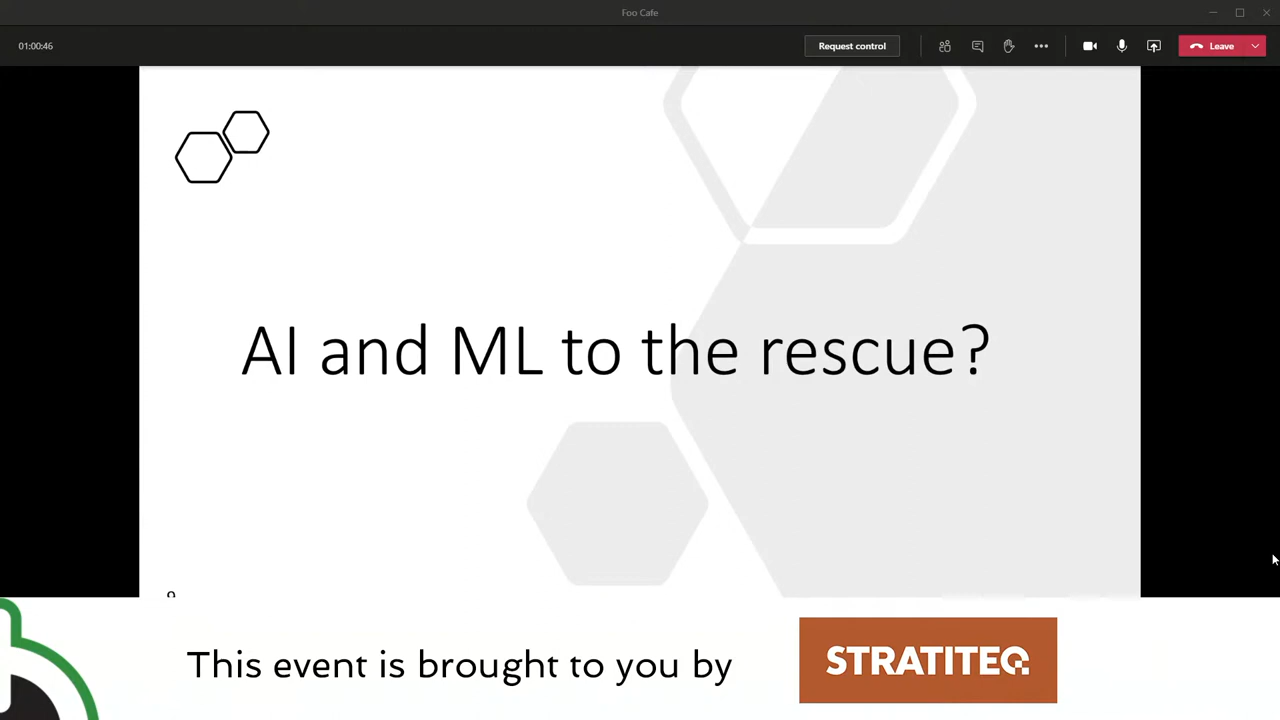 Foo Cafe
01:00:46
Request control
Leave
AI and ML to the rescue?
This event is brought to you by
STRATITEQ